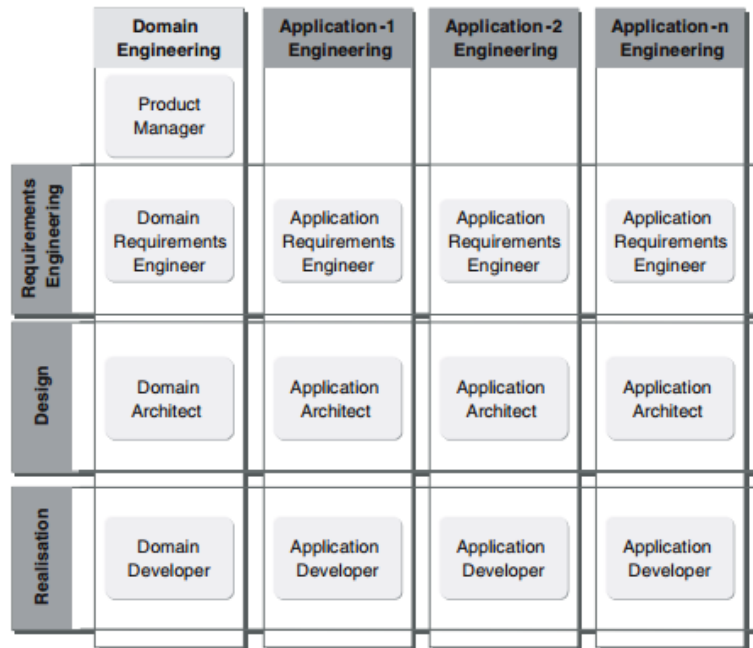 Domain
Engineering
Application-1
Engineering
Application-2
Engineering
Application-n
Engineering
Product
Manager
Requirements
Engineering
Domain
Requirements
Engineer
Application
Requirements
Engineer
Application
Requirements
Engineer
Application
Requirements
Engineer
Design
Domain
Architect
Application
Architect
Application
Architect
Application
Architect
Realisation
Domain
Developer
Application
Developer
Application
Developer
Application
Developer